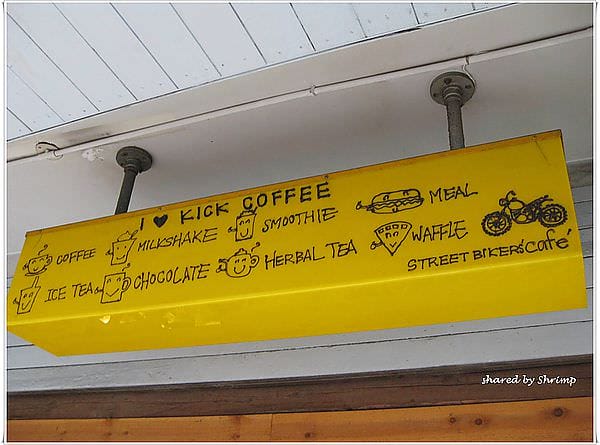 I ♥ KICK COFFEE
COFFEE MILKSHAKE SMOOTHIE MEAL
ICE TEA CHOCOLATE HERBAL TEA WAFFLE
STREET BIKERS' Café
shared by Shrimp